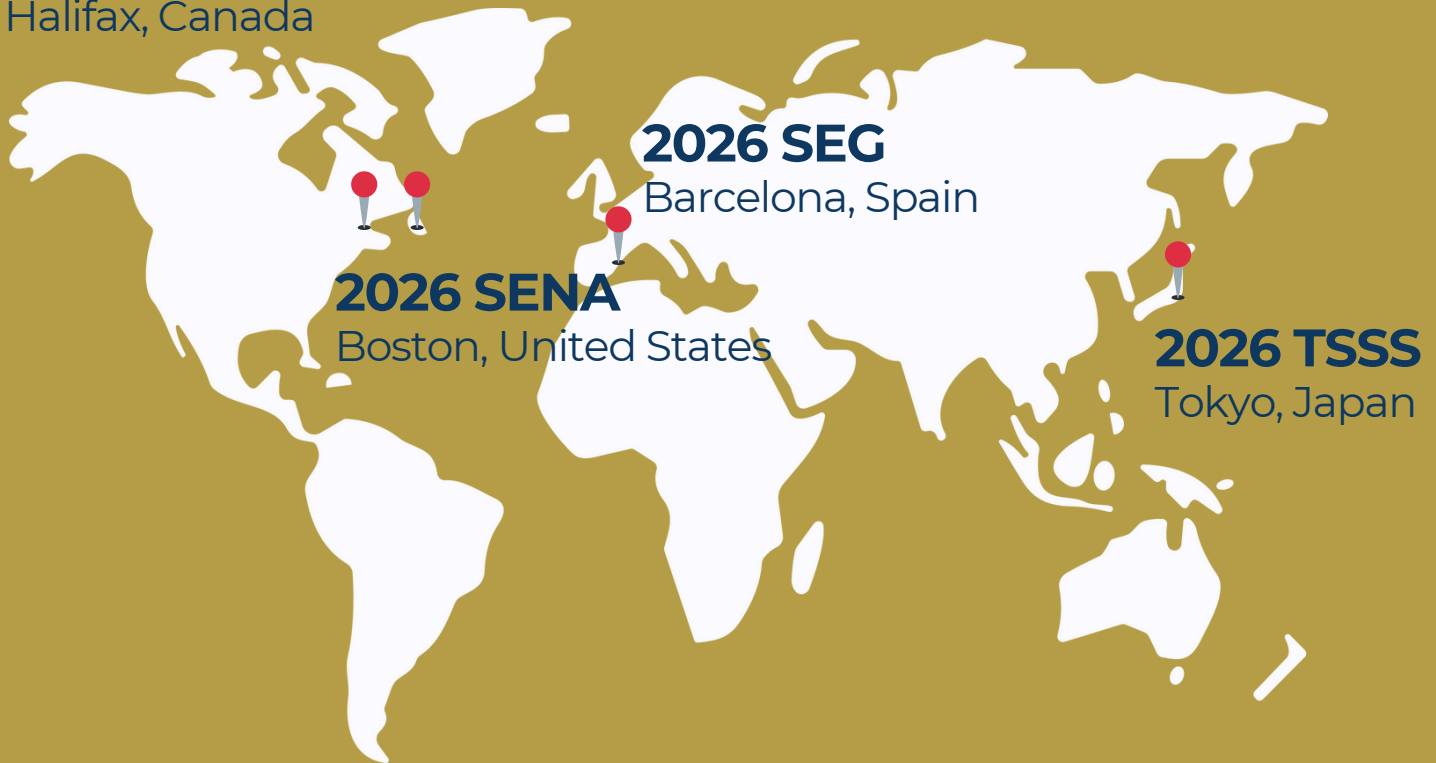 Halifax, Canada
2026 SEG
Barcelona, Spain
2026 SENA
Boston, United States
2026 TSSS
Tokyo, Japan